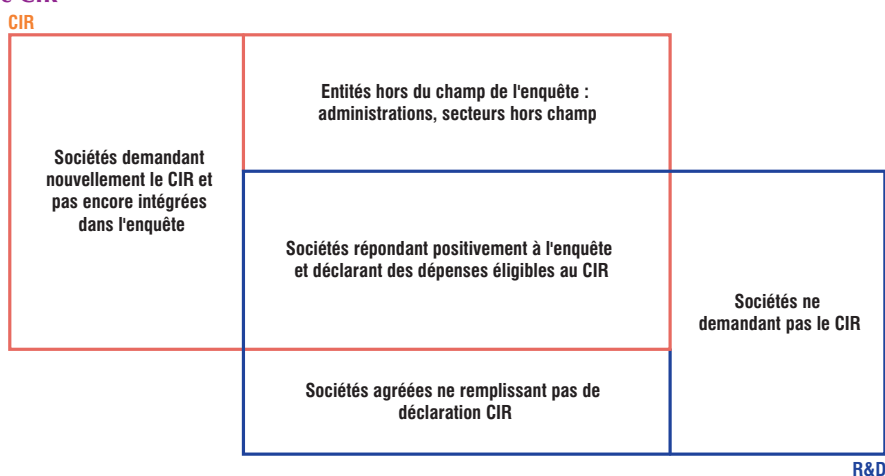 CIR
Entités hors du champ de l'enquête :
administrations, secteurs hors champ
Sociétés demandant
nouvellement le CIR et
pas encore intégrées
dans l'enquête
Sociétés répondant positivement à l'enquête
et déclarant des dépenses éligibles au CIR
Sociétés ne
demandant pas le CIR
Sociétés agréées ne remplissant pas de
déclaration CIR
R&D